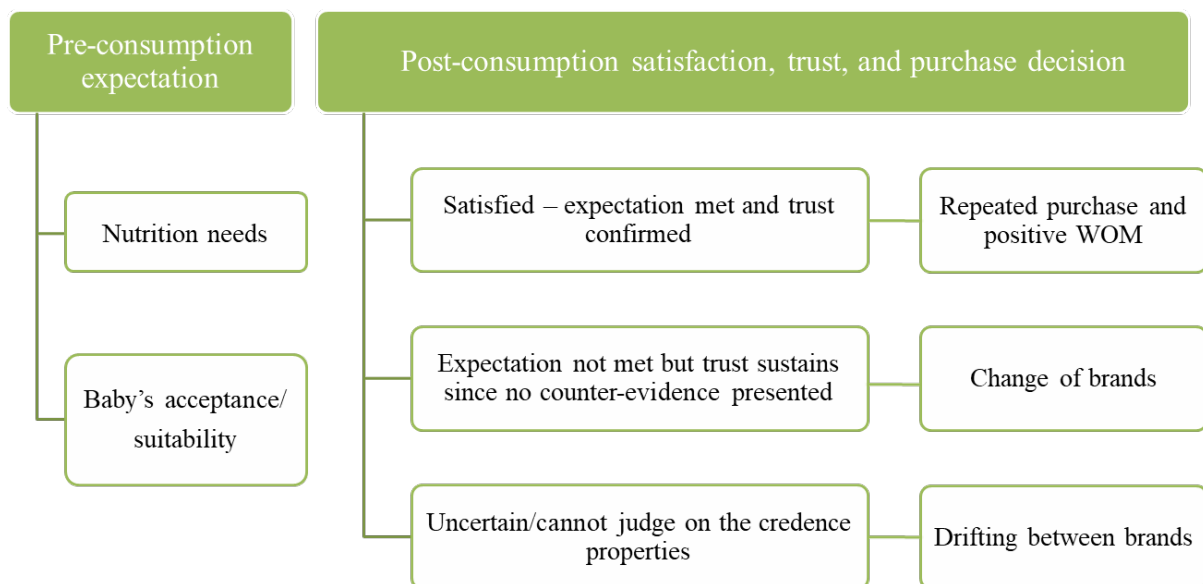 Pre-consumption
expectation
Post-consumption satisfaction, trust, and purchase decision
Nutrition needs
Baby’s acceptance/
suitability
Satisfied – expectation met and trust
confirmed
Repeated purchase and
positive WOM
Expectation not met but trust sustains
since no counter-evidence presented
Change of brands
Uncertain/cannot judge on the credence
properties
Drifting between brands